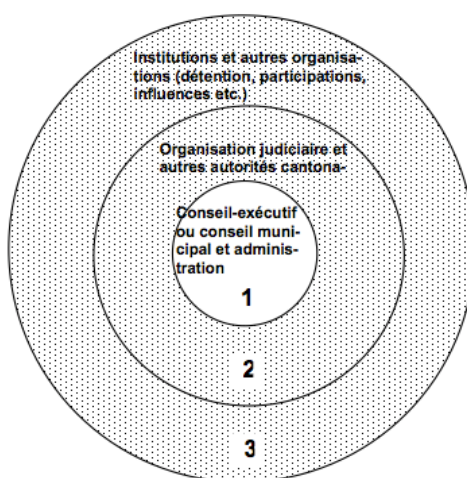 Institutions et autres organisa-
tions (détention, participations,
influences etc.)
Organisation judiciaire et
autres autorités cantona-
Conseil-exécutif
ou conseil muni-
cipal et adminis-
tration
1
2
3